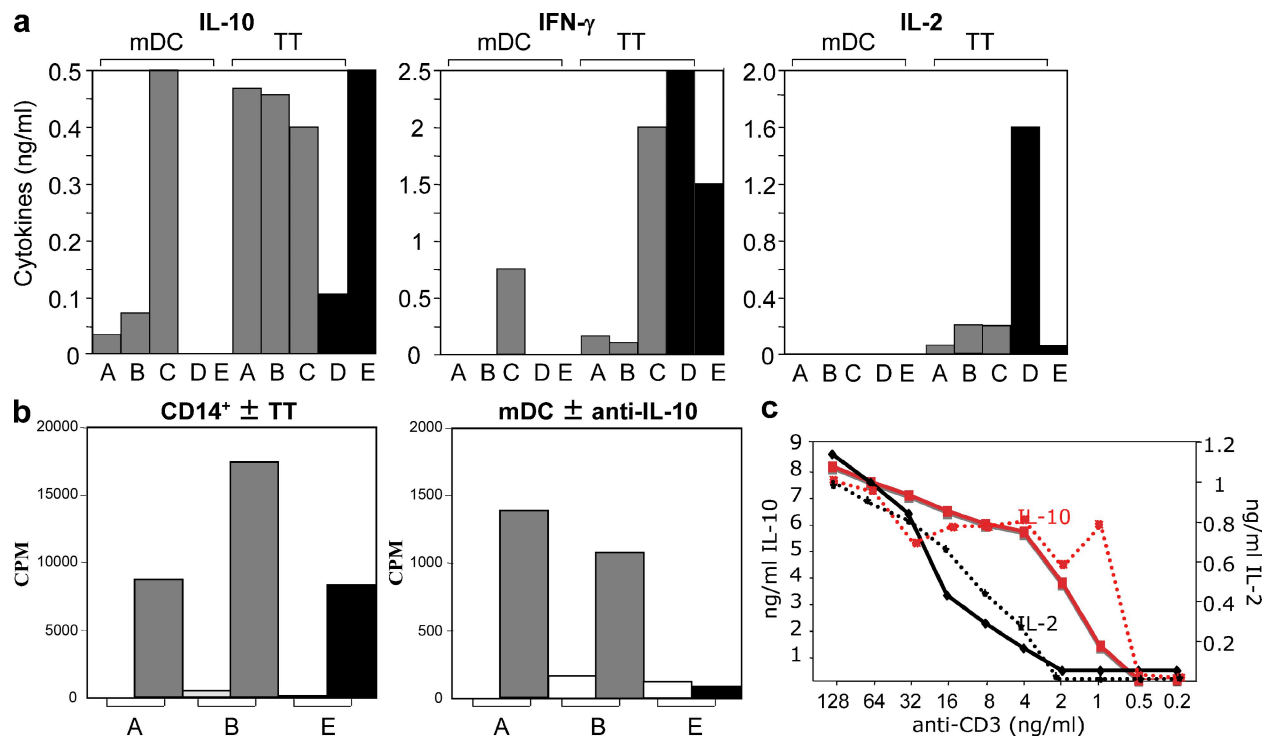 a
IL-10
IFN-γ
IL-2
mDC TT
mDC TT
mDC TT
Cytokines (ng/ml)
0.5
0.4
0.3
0.2
0.1
0
2.5
2
1.5
1
0.5
0
2.0
1.6
1.2
0.8
0.4
0
A B C D E A B C D E
A B C D E A B C D E
A B C D E A B C D E
b
CD14+ ± TT
CPM
20000
15000
10000
5000
0
A B E
mDC ± anti-IL-10
CPM
2000
1500
1000
500
0
A B E
c
ng/ml IL-10
9
8
7
6
5
4
3
2
1
IL-10
IL-2
1.2
1
0.8
0.6
0.4
0.2
ng/ml IL-2
128 64 32 16 8 4 2 1 0.5 0.2
anti-CD3 (ng/ml)